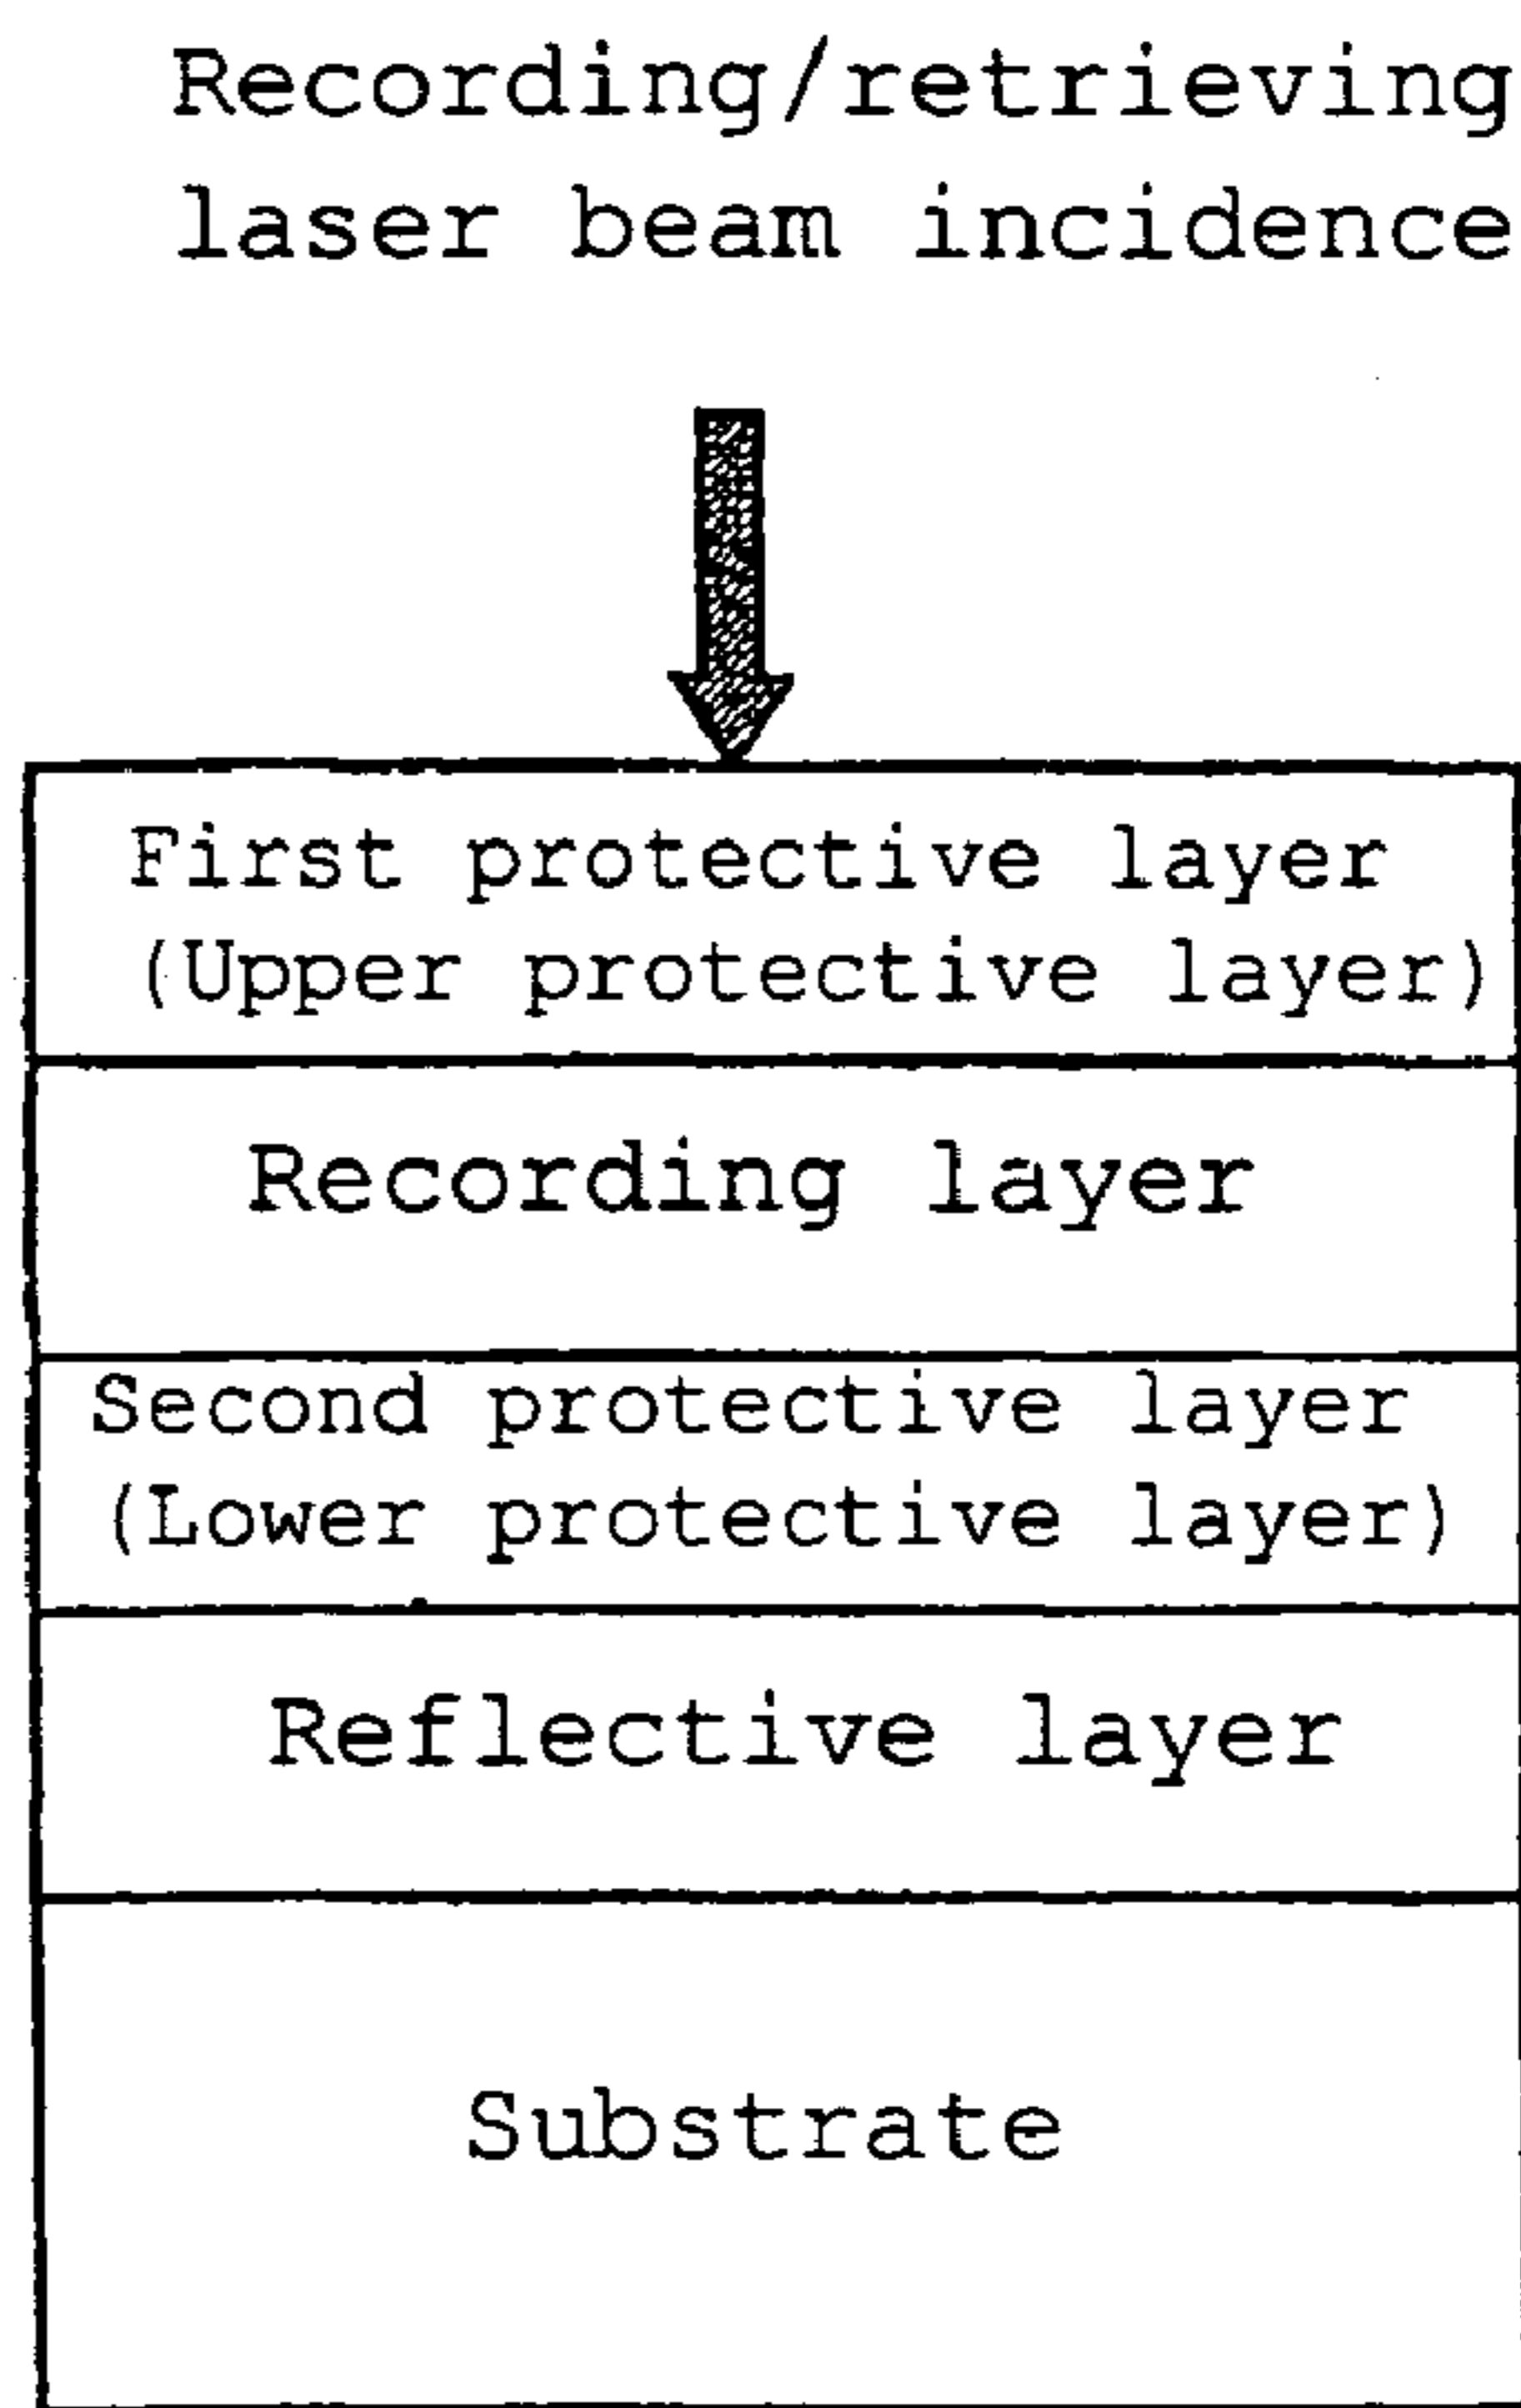 Recording/retrieving
laser beam incidence
First protective layer
(Upper protective layer)
Recording layer
Second protective layer
(Lower protective layer)
Reflective layer
Substrate